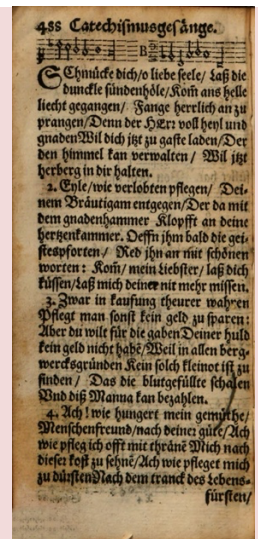 488 Catechismusgesänge.
B
SChmücke dich/o liebe seele/ Laß die
dunckle sündenhöle/Kom̄ ans helle
liecht gegangen/ Fange herrlich an zu
prangen/Denn der HErr voll heyl und
gnaden Wil dich jtzt zu gaste laden/Der
den himmel kan verwalten/ Wil jtzt
herberg in dir halten.
2. Eyle/wie verlobten pflegen/ Dei-
nem Bräutigam entgegen/Der da mit
dem gnadenhammer Klopfft an deine
hertzenkammer. Oeffn jhm bald die gei-
stespforten/ Red jhn an mit schönen
worten: Kom̄/ mein Liebster/ laß dich
küssen/Laß mich deiner nit mehr missen.
3. Zwar in kaufung theurer wahren
Pflegt man sonst kein geld zu sparen:
Aber du wilt für die gaben Deiner huld
kein geld nicht habē/Weil in allen berg-
wercksgründen Kein solch kleinot ist zu
finden/ Das die blutgefüllte schalen
Vnd diß Manna kan bezahlen.
4. Ach! wie hungert mein gemüthe/
Menschenfreund/nach deiner güte/Ach
wie pfleg ich offt mit thränē Mich nach
dieser kost zu sehnē/Ach wie pfleget mich
zu dürsten Nach dem tranck des Lebens-
fürsten/